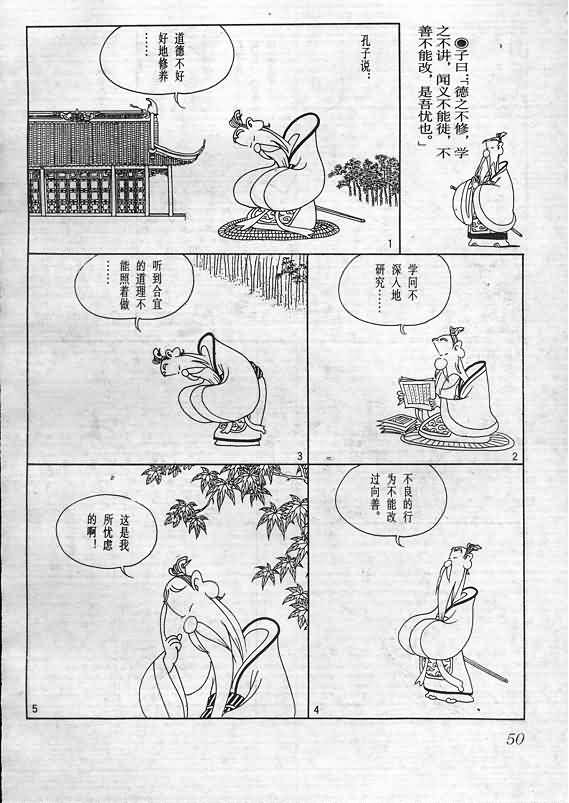 ●子曰：“德之不修，学
之不讲，闻义不能徙，不
善不能改，是吾忧也。”
孔子说：
道德不好
好地修养
……
1
学问不
深入地
研究……
2
听到合宜
的道理不
能照着做
……
3
不良的行
为不能改
过向善。
4
这是我
所忧虑
的啊！
5
50